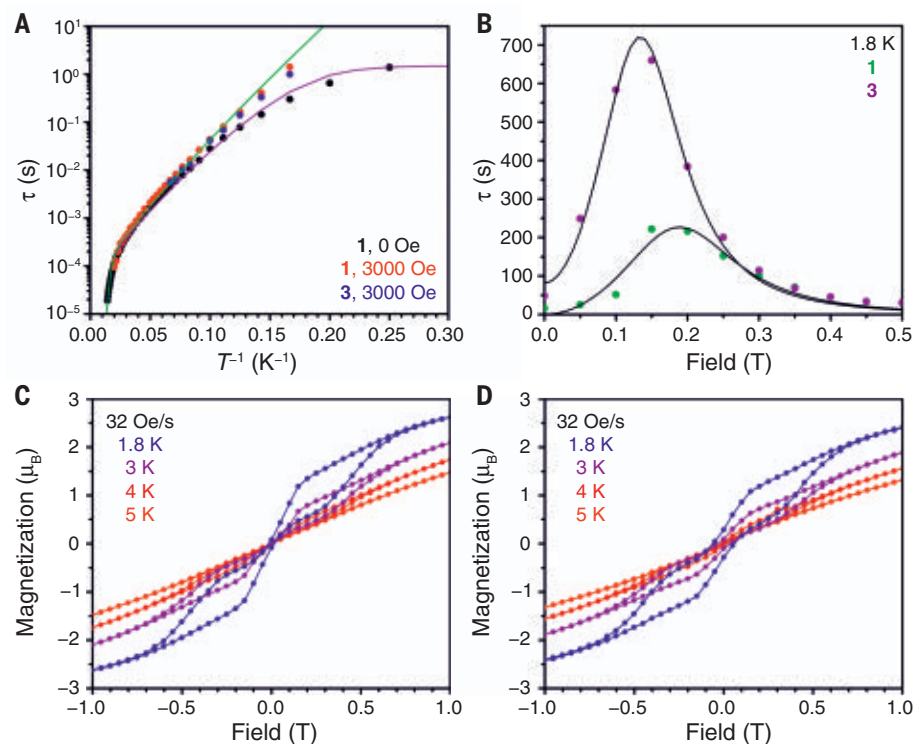 A
10¹
10⁰
10⁻¹
10⁻²
10⁻³
10⁻⁴
10⁻⁵
τ (s)
1, 0 Oe
1, 3000 Oe
3, 3000 Oe
0.00 0.05 0.10 0.15 0.20 0.25 0.30
T⁻¹ (K⁻¹)
B
700
600
500
400
300
200
100
0
τ (s)
1.8 K
1
3
0.0 0.1 0.2 0.3 0.4 0.5
Field (T)
C
3
2
1
0
−1
−2
−3
Magnetization (μB)
32 Oe/s
1.8 K
3 K
4 K
5 K
−1.0 −0.5 0.0 0.5 1.0
Field (T)
D
3
2
1
0
−1
−2
−3
Magnetization (μB)
32 Oe/s
1.8 K
3 K
4 K
5 K
−1.0 −0.5 0.0 0.5 1.0
Field (T)